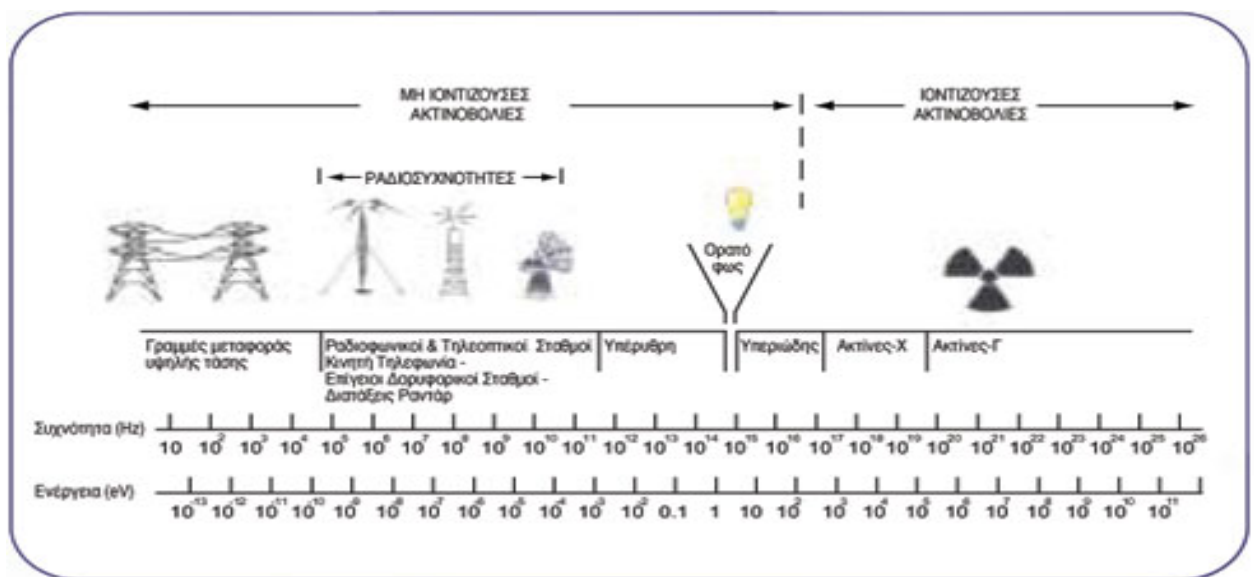 ΜΗ ΙΟΝΤΙΖΟΥΣΕΣ
ΑΚΤΙΝΟΒΟΛΙΕΣ
ΙΟΝΤΙΖΟΥΣΕΣ
ΑΚΤΙΝΟΒΟΛΙΕΣ
ΡΑΔΙΟΣΥΧΝΟΤΗΤΕΣ
Ορατό
φως
Γραμμές μεταφοράς
υψηλής τάσης
Ραδιοφωνικοί & Τηλεοπτικοί Σταθμοί
Κινητή Τηλεφωνία -
Επίγειοι Δορυφορικοί Σταθμοί -
Διατάξεις Ραντάρ
Υπέρυθρη
Υπεριώδης
Ακτίνες-Χ
Ακτίνες-Γ
Συχνότητα (Hz)
10 10² 10³ 10⁴ 10⁵ 10⁶ 10⁷ 10⁸ 10⁹ 10¹⁰ 10¹¹ 10¹² 10¹³ 10¹⁴ 10¹⁵ 10¹⁶ 10¹⁷ 10¹⁸ 10¹⁹ 10²⁰ 10²¹ 10²² 10²³ 10²⁴ 10²⁵ 10²⁶
Ενέργεια (eV)
10⁻¹³ 10⁻¹² 10⁻¹¹ 10⁻¹⁰ 10⁻⁹ 10⁻⁸ 10⁻⁷ 10⁻⁶ 10⁻⁵ 10⁻⁴ 10⁻³ 10⁻² 0.1 1 10 10² 10³ 10⁴ 10⁵ 10⁶ 10⁷ 10⁸ 10⁹ 10¹⁰ 10¹¹